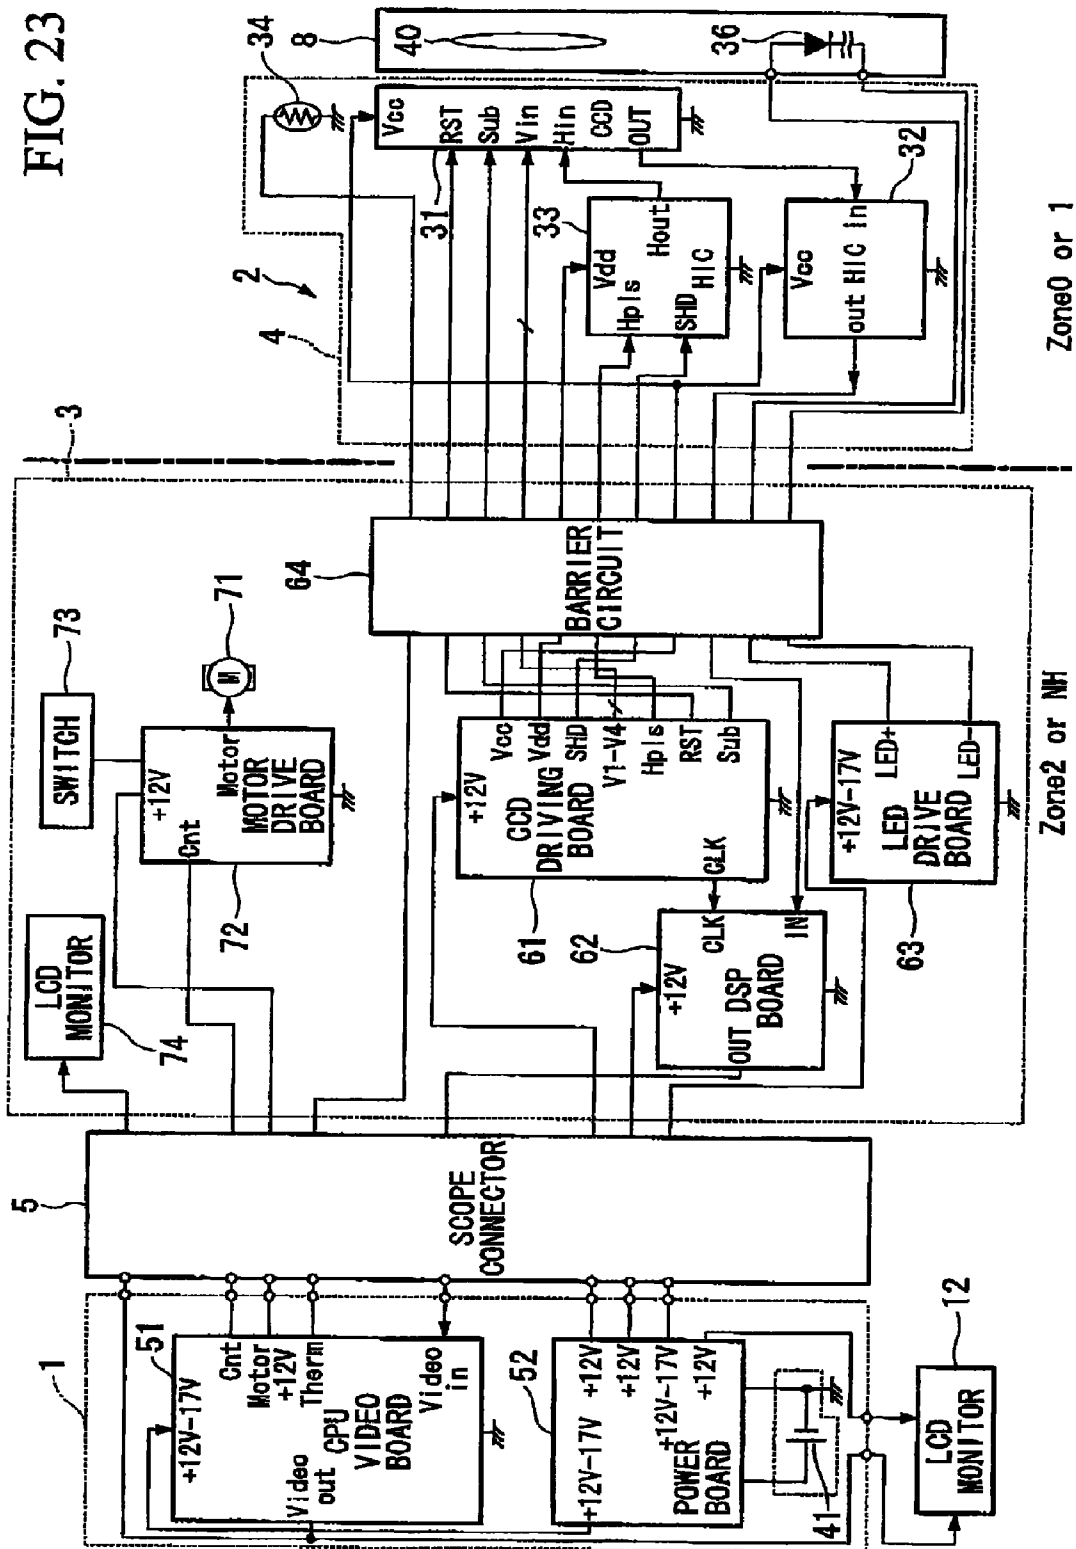 FIG. 23
1
51
+12V-17V
Cnt
Motor
+12V
Therm
CPU
VIDEO
BOARD
Video
in
Video
out
52
+12V-17V
+12V
+12V
+12V-17V
+12V
POWER
BOARD
41
12
LCD
MONITOR
5
SCOPE
CONNECTOR
3
LCD
MONITOR
74
73
SWITCH
71
M
+12V
Motor
Cnt
MOTOR
DRIVE
BOARD
72
61
+12V
CCD
DRIVING
BOARD
CLK
Vcc
Vdd
SHD
V1-V4
Hpls
RST
Sub
62
+12V
CLK
IN
OUT DSP
BOARD
63
+12V-17V
LED
DRIVE
BOARD
LED+
LED-
64
BARRIER
CIRCUIT
Zone2 or NH
2
4
34
8
40
36
31
Vcc
RST
Sub
Vin
Hin
CCD
OUT
33
Vdd
Hout
Hpls
SHD
HIC
32
Vcc
out HIC in
Zone0 or 1